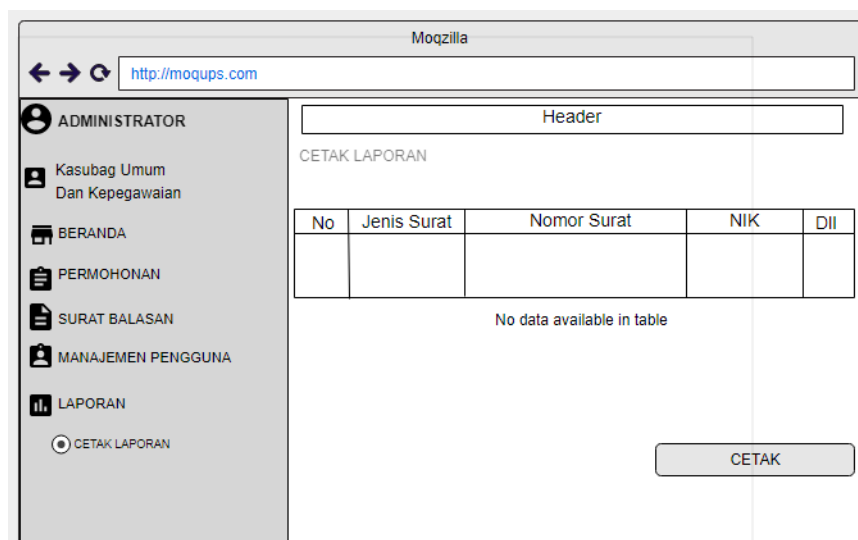 Moqzilla
http://moqups.com
ADMINISTRATOR
Kasubag Umum
Dan Kepegawaian
BERANDA
PERMOHONAN
SURAT BALASAN
MANAJEMEN PENGGUNA
LAPORAN
CETAK LAPORAN
Header
CETAK LAPORAN
No Jenis Surat Nomor Surat NIK Dll
No data available in table
CETAK